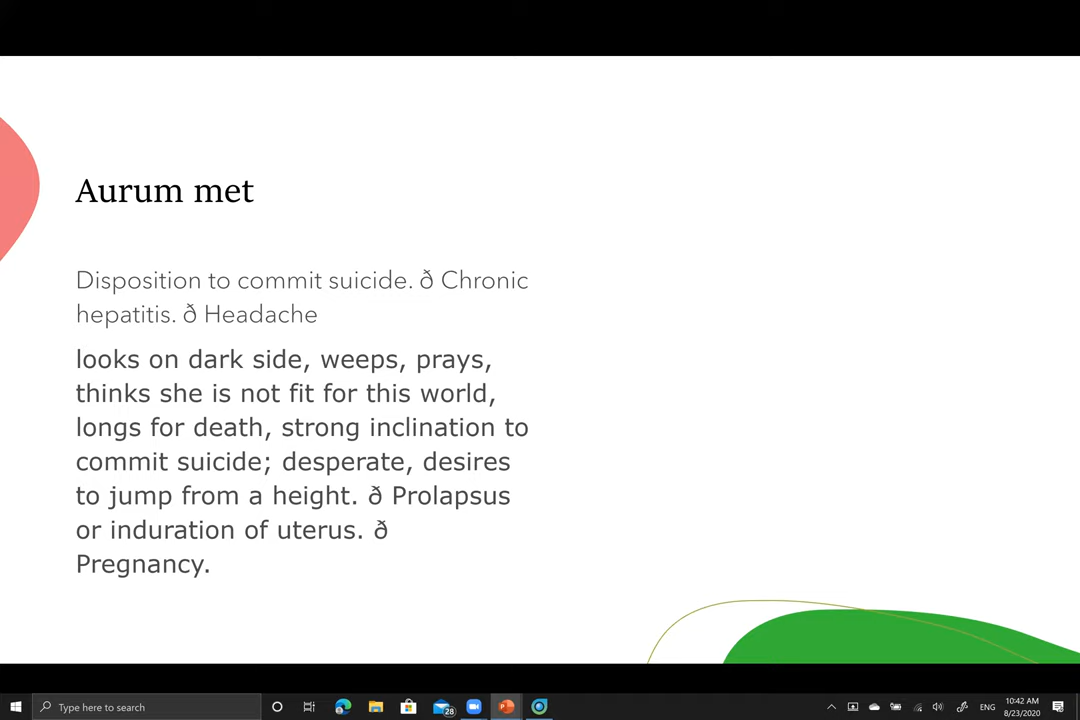 Aurum met
Disposition to commit suicide. ð Chronic
hepatitis. ð Headache
looks on dark side, weeps, prays,
thinks she is not fit for this world,
longs for death, strong inclination to
commit suicide; desperate, desires
to jump from a height. ð Prolapsus
or induration of uterus. ð
Pregnancy.
Type here to search
28
ENG
10:42 AM
8/23/2020